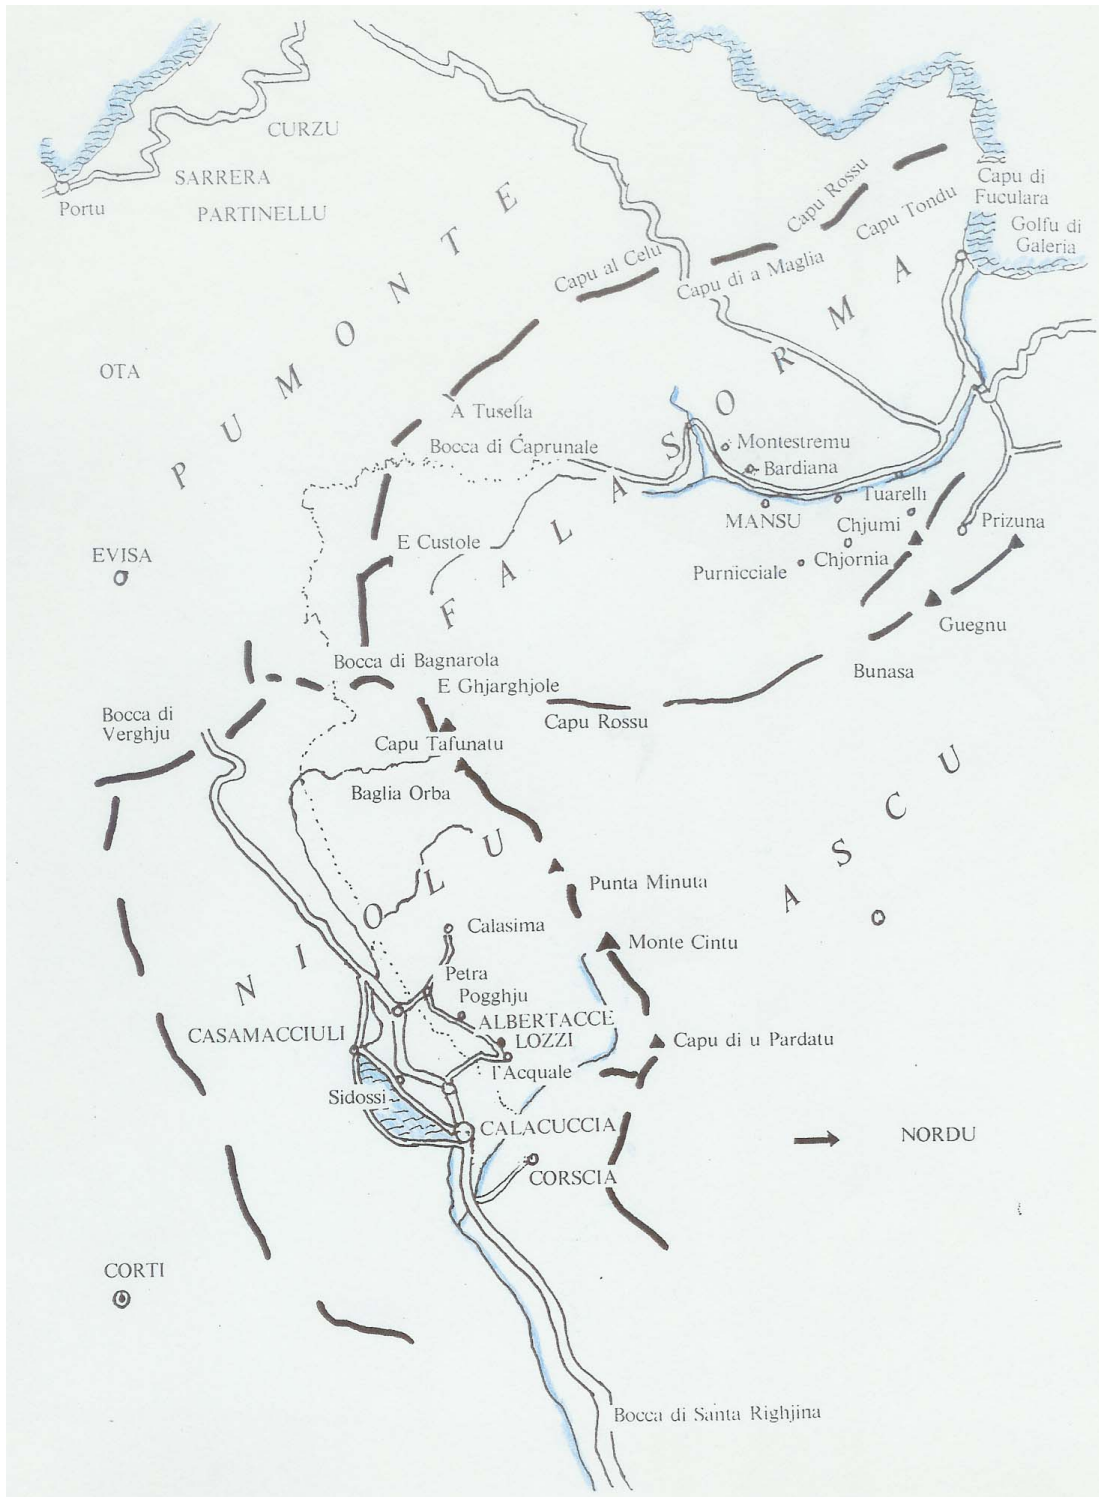 CURZU
SARRERA
PARTINELLU
Portu
Capu Rossu
Capu Tondu
Capu di
Fuculara
Golfu di
Galeria
Capu al Celu
Capu di a Maglia
PUMONTE
OTA
A Tusella
Bocca di Caprunale
FALASORMA
Montestremu
Bardiana
MANSU
Tuarelli
Chjumi
Prizuna
Chjornia
Purnicciale
E Custole
EVISA
Guegnu
Bunasa
Bocca di Bagnarola
E Ghjarghjole
Capu Rossu
Bocca di
Verghju
Capu Tafunatu
Baglia Orba
ASCU
NIOLU
Punta Minuta
Calasima
Monte Cintu
Petra
Pogghju
ALBERTACCE
CASAMACCIULI
LOZZI
Capu di u Pardatu
l'Acquale
Sidossi
CALACUCCIA
NORDU
CORSCIA
CORTI
Bocca di Santa Righjina